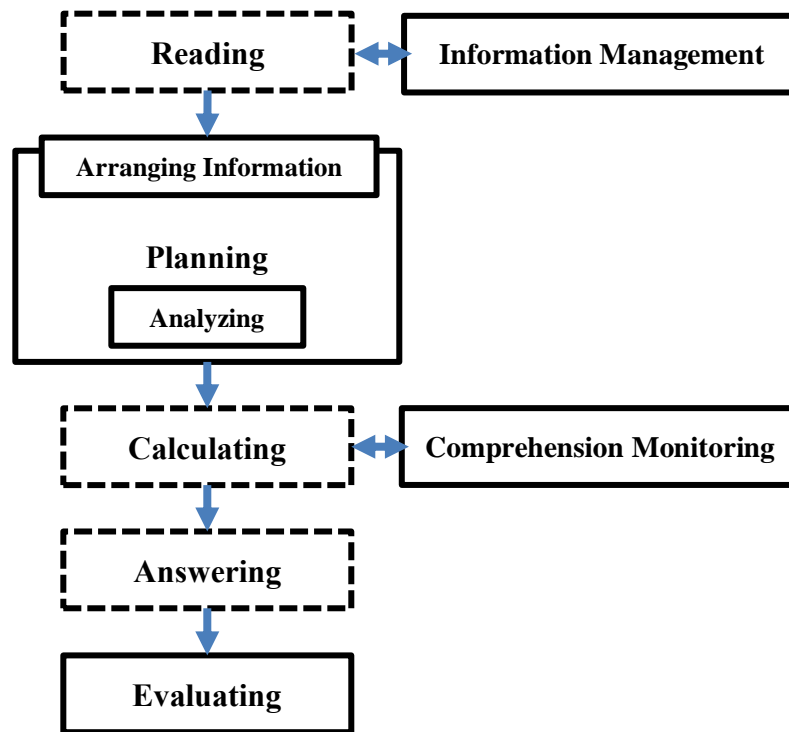 Reading
Information Management
Arranging Information
Planning
Analyzing
Calculating
Comprehension Monitoring
Answering
Evaluating